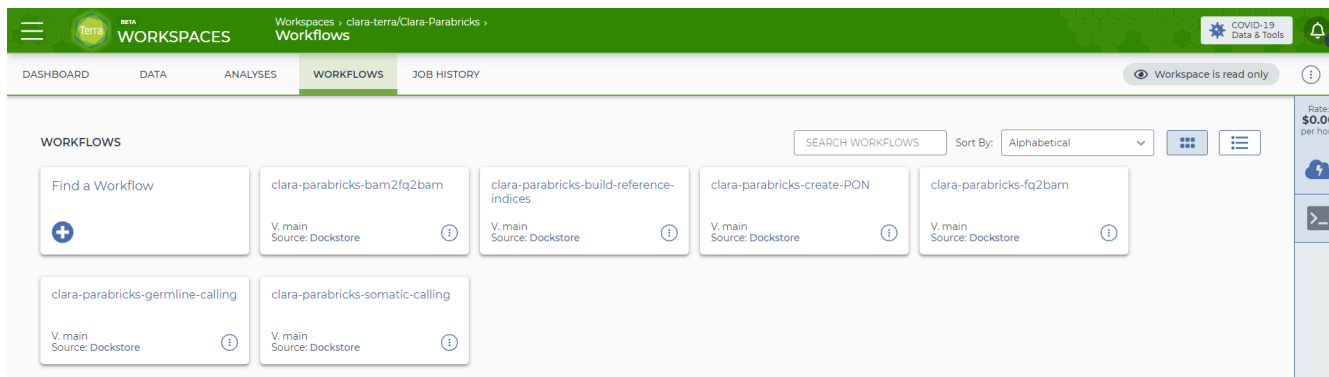 Terra
BETA
WORKSPACES
Workspaces › clara-terra/Clara-Parabricks ›
Workflows
COVID-19
Data & Tools
DASHBOARD
DATA
ANALYSES
WORKFLOWS
JOB HISTORY
Workspace is read only
Rate:
$0.00
per ho
WORKFLOWS
SEARCH WORKFLOWS
Sort By:
Alphabetical
Find a Workflow
clara-parabricks-bam2fq2bam
V. main
Source: Dockstore
clara-parabricks-build-reference-
indices
V. main
Source: Dockstore
clara-parabricks-create-PON
V. main
Source: Dockstore
clara-parabricks-fq2bam
V. main
Source: Dockstore
clara-parabricks-germline-calling
V. main
Source: Dockstore
clara-parabricks-somatic-calling
V. main
Source: Dockstore